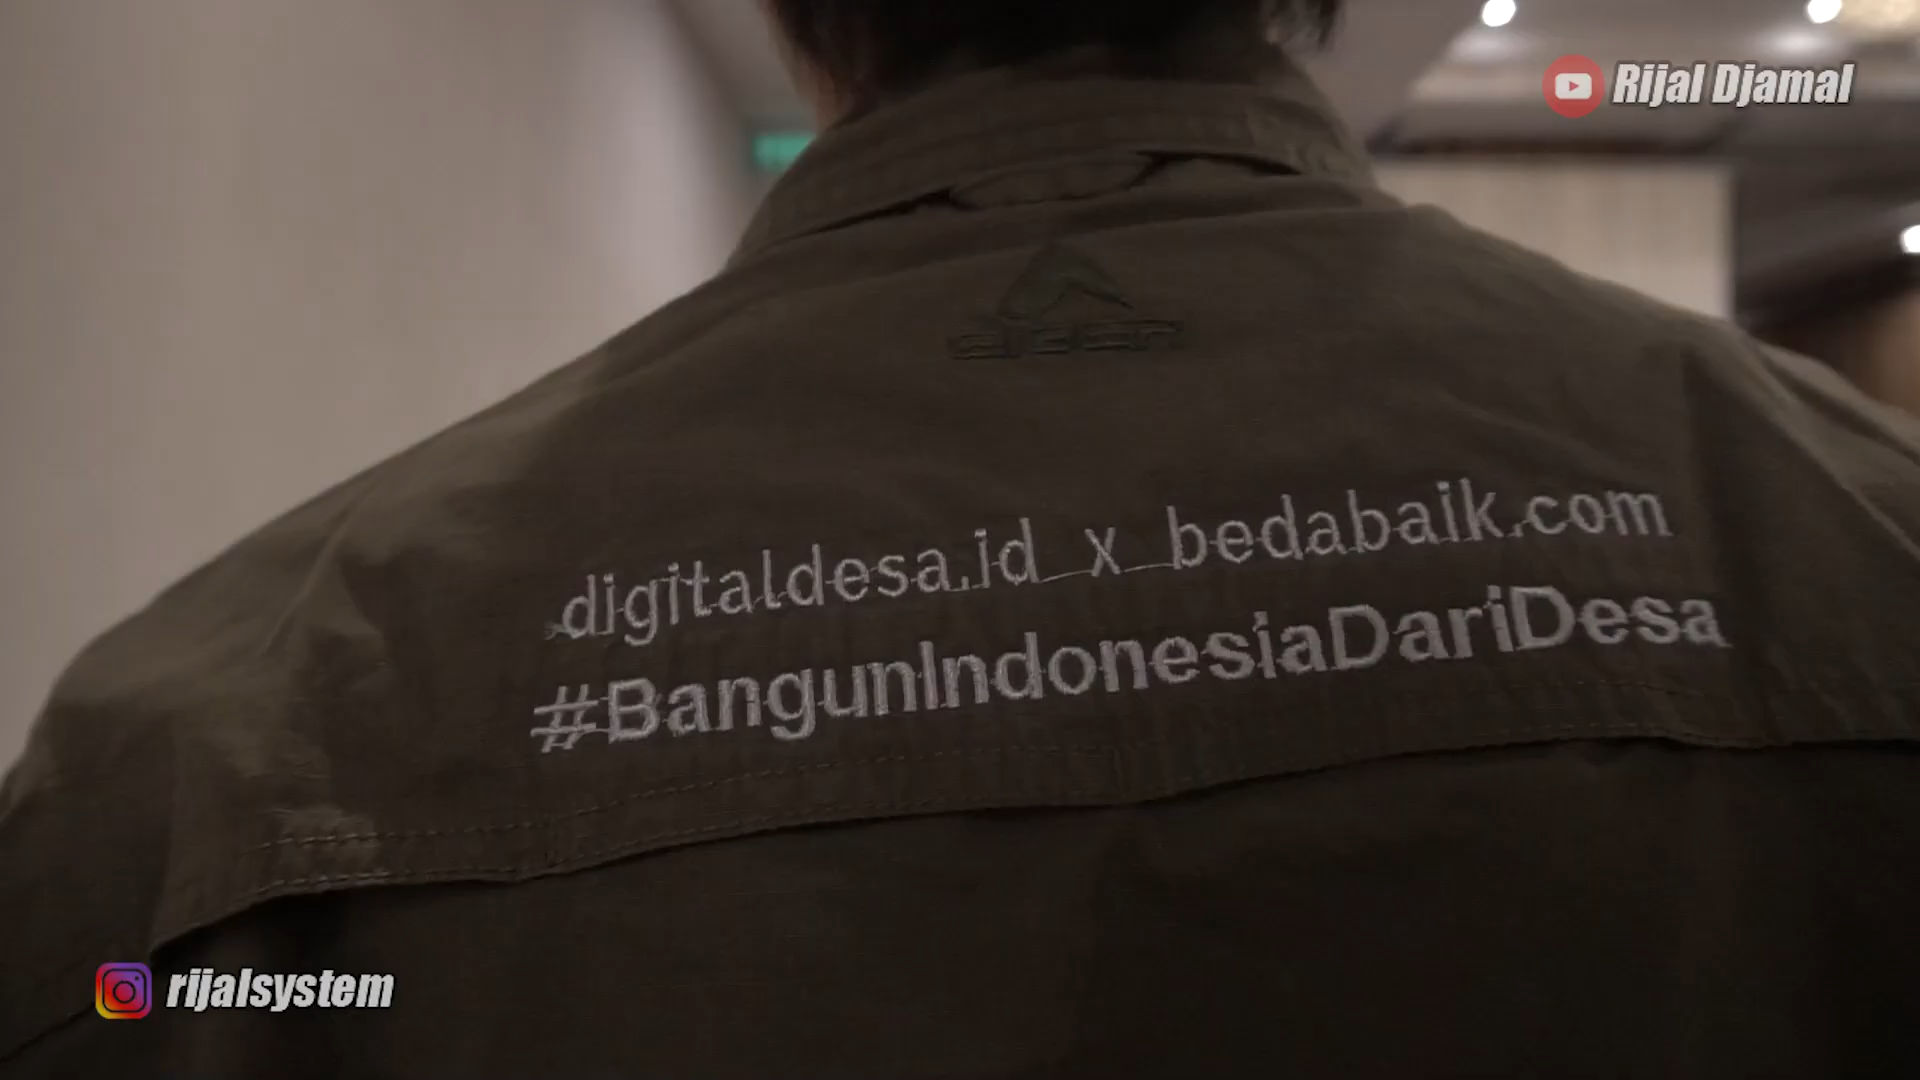 Rijal Djamal
digitaldesa.id x bedabaik.com
#BangunIndonesiaDariDesa
rijalsystem